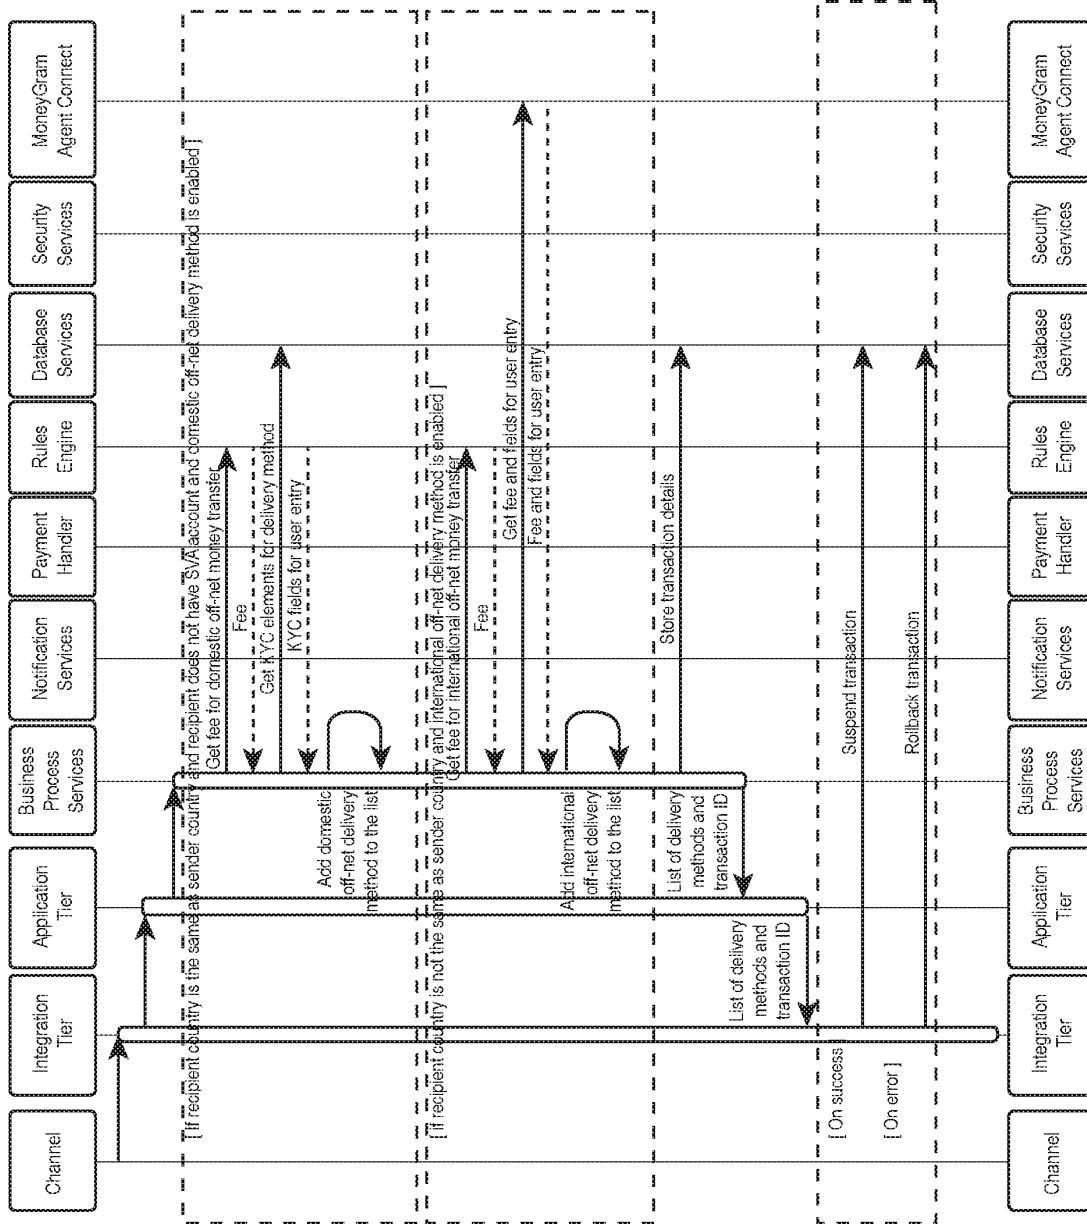 Channel
Integration
Tier
Application
Tier
Business
Process
Services
Notification
Services
Payment
Handler
Rules
Engine
Database
Services
Security
Services
MoneyGram
Agent Connect
[ If recipient country is the same as sender country and recipient does not have SVA account and domestic off-net delivery method is enabled ]
Get fee for domestic off-net money transfer
Fee
Get KYC elements for delivery method
KYC fields for user entry
Add domestic
off-net delivery
method to the list
[ If recipient country is not the same as sender country and international off-net delivery method is enabled ]
Get fee for international off-net money transfer
Fee
Get fee and fields for user entry
Fee and fields for user entry
Add international
off-net delivery
method to the list
Store transaction details
List of delivery
methods and
transaction ID
List of delivery
methods and
transaction ID
[ On success ]
Suspend transaction
[ On error ]
Rollback transaction
Channel
Integration
Tier
Application
Tier
Business
Process
Services
Notification
Services
Payment
Handler
Rules
Engine
Database
Services
Security
Services
MoneyGram
Agent Connect